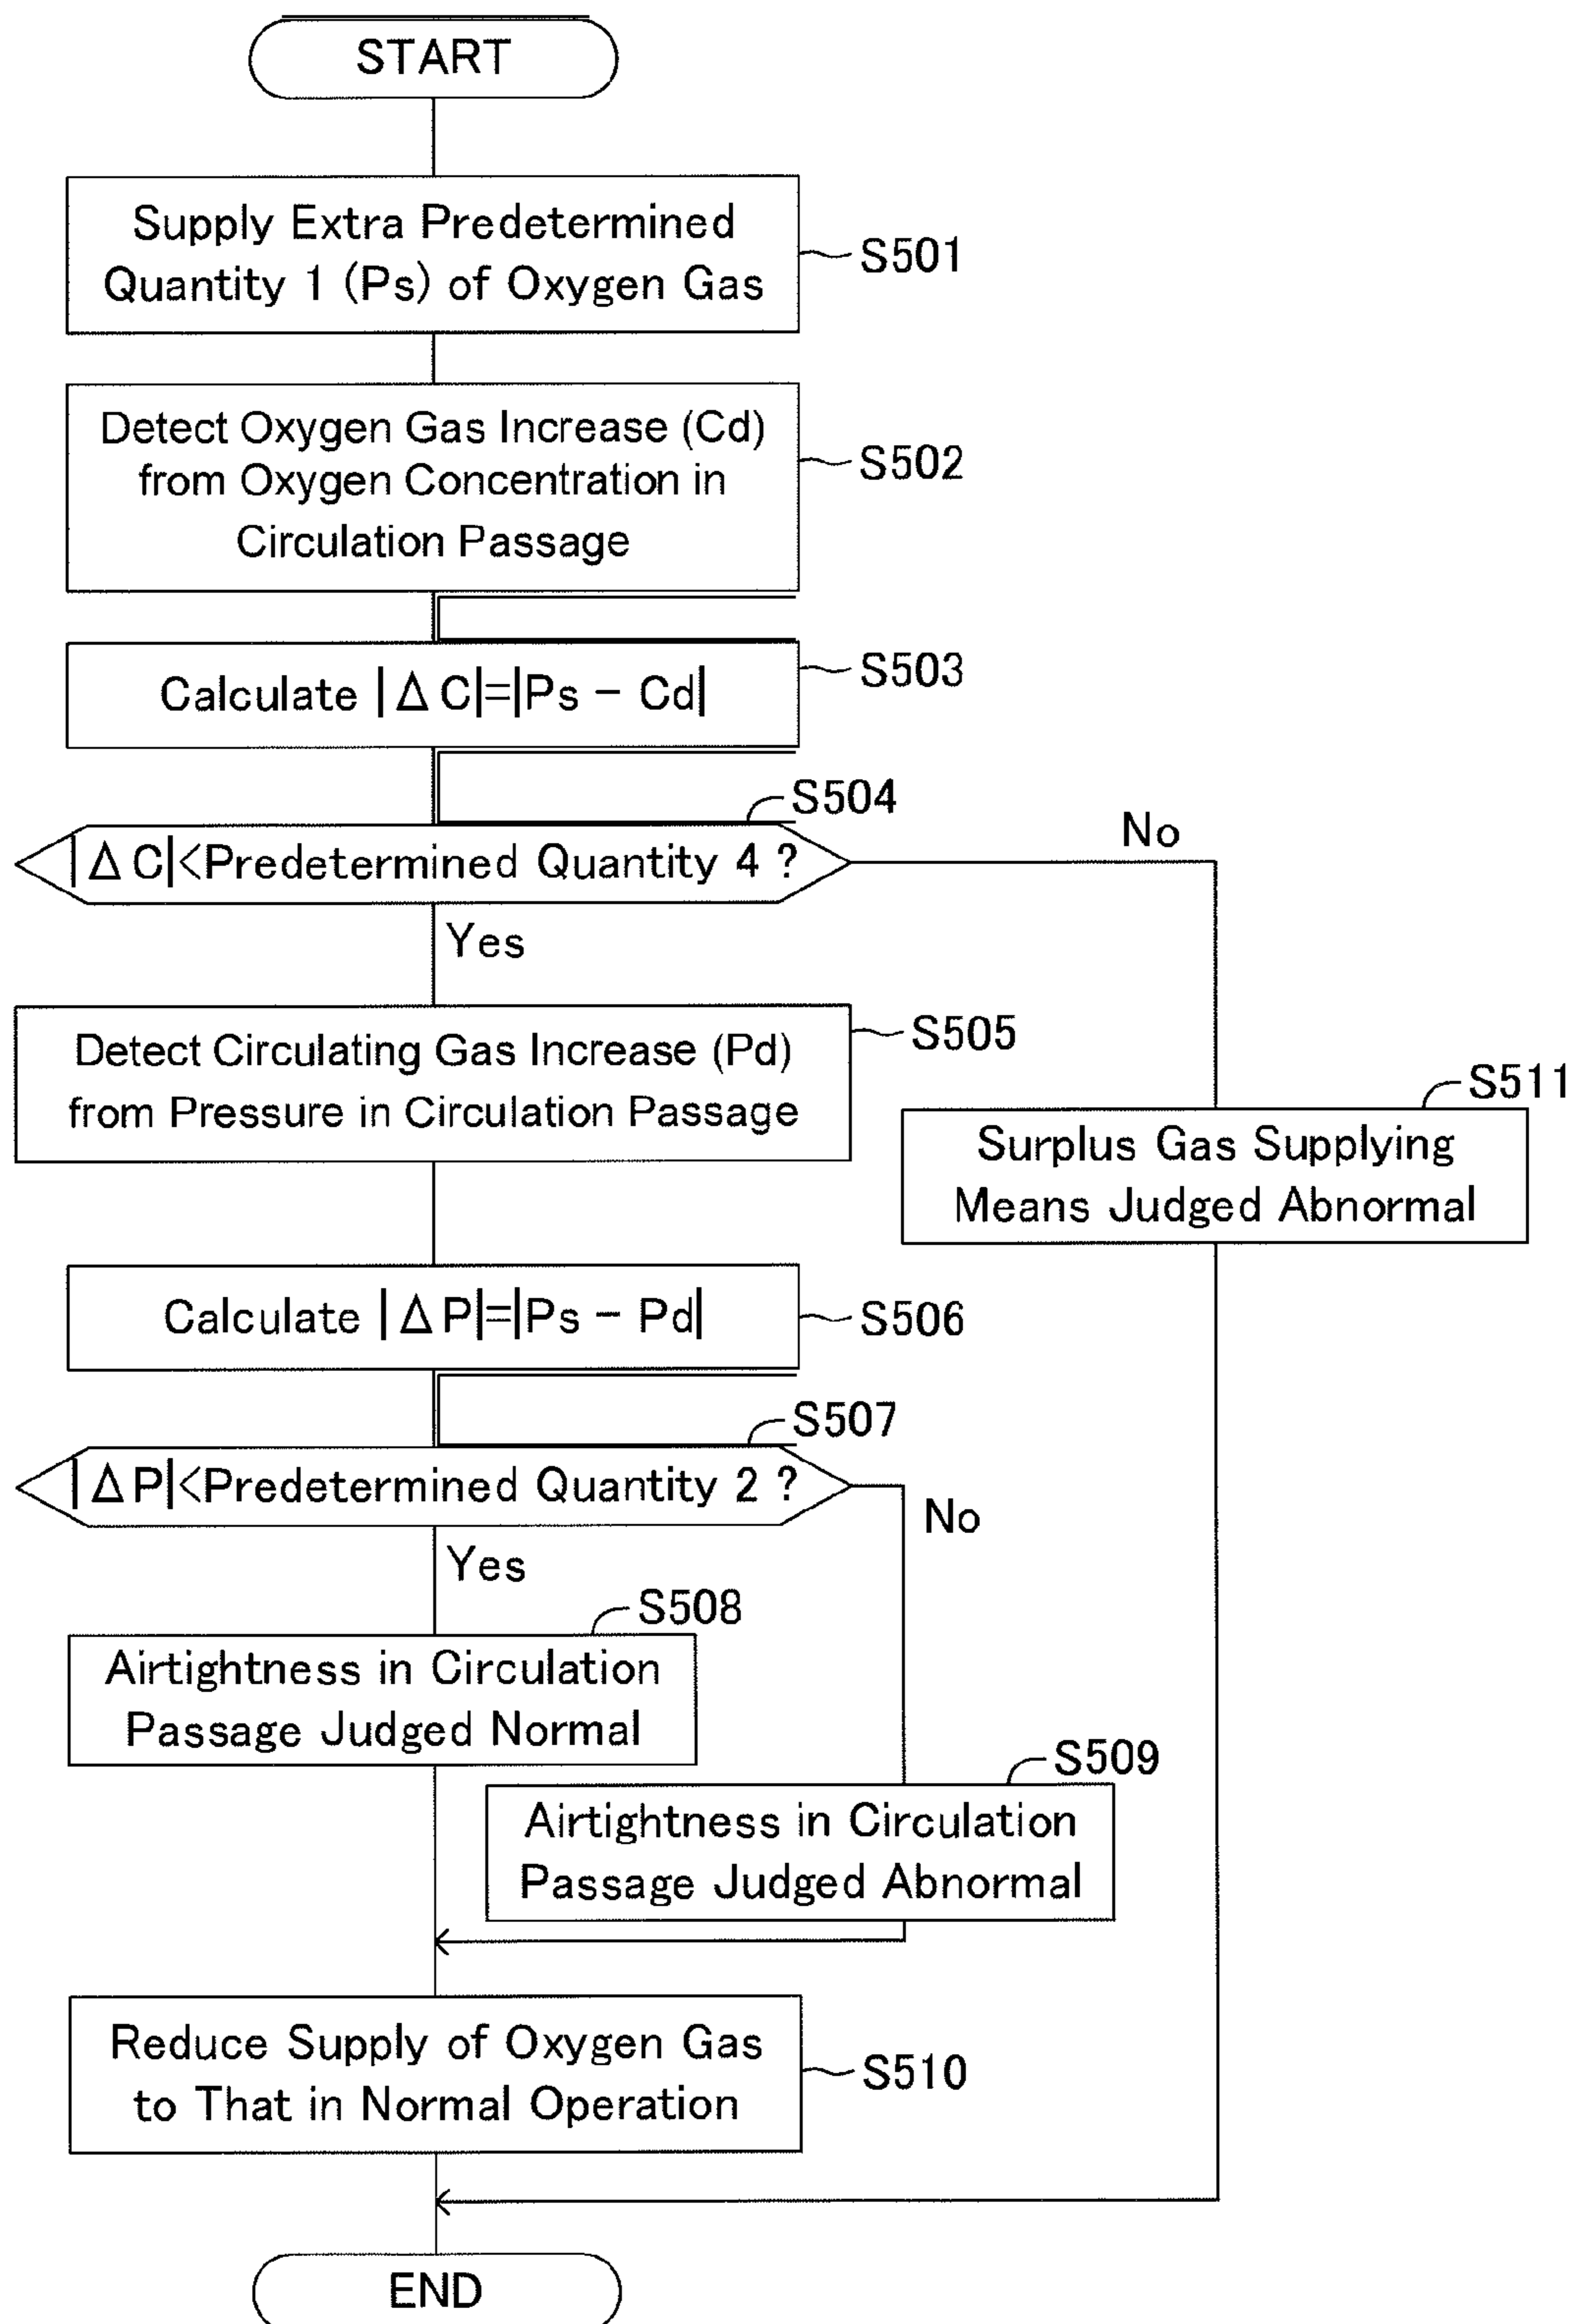 START
Supply Extra Predetermined
Quantity 1 (Ps) of Oxygen Gas
S501
Detect Oxygen Gas Increase (Cd)
from Oxygen Concentration in
Circulation Passage
S502
Calculate |Δ C|=|Ps − Cd|
S503
S504
|Δ C|<Predetermined Quantity 4 ?
No
Yes
Detect Circulating Gas Increase (Pd)
from Pressure in Circulation Passage
S505
S511
Surplus Gas Supplying
Means Judged Abnormal
Calculate |Δ P|=|Ps − Pd|
S506
S507
|Δ P|<Predetermined Quantity 2 ?
No
Yes
S508
Airtightness in Circulation
Passage Judged Normal
S509
Airtightness in Circulation
Passage Judged Abnormal
Reduce Supply of Oxygen Gas
to That in Normal Operation
S510
END